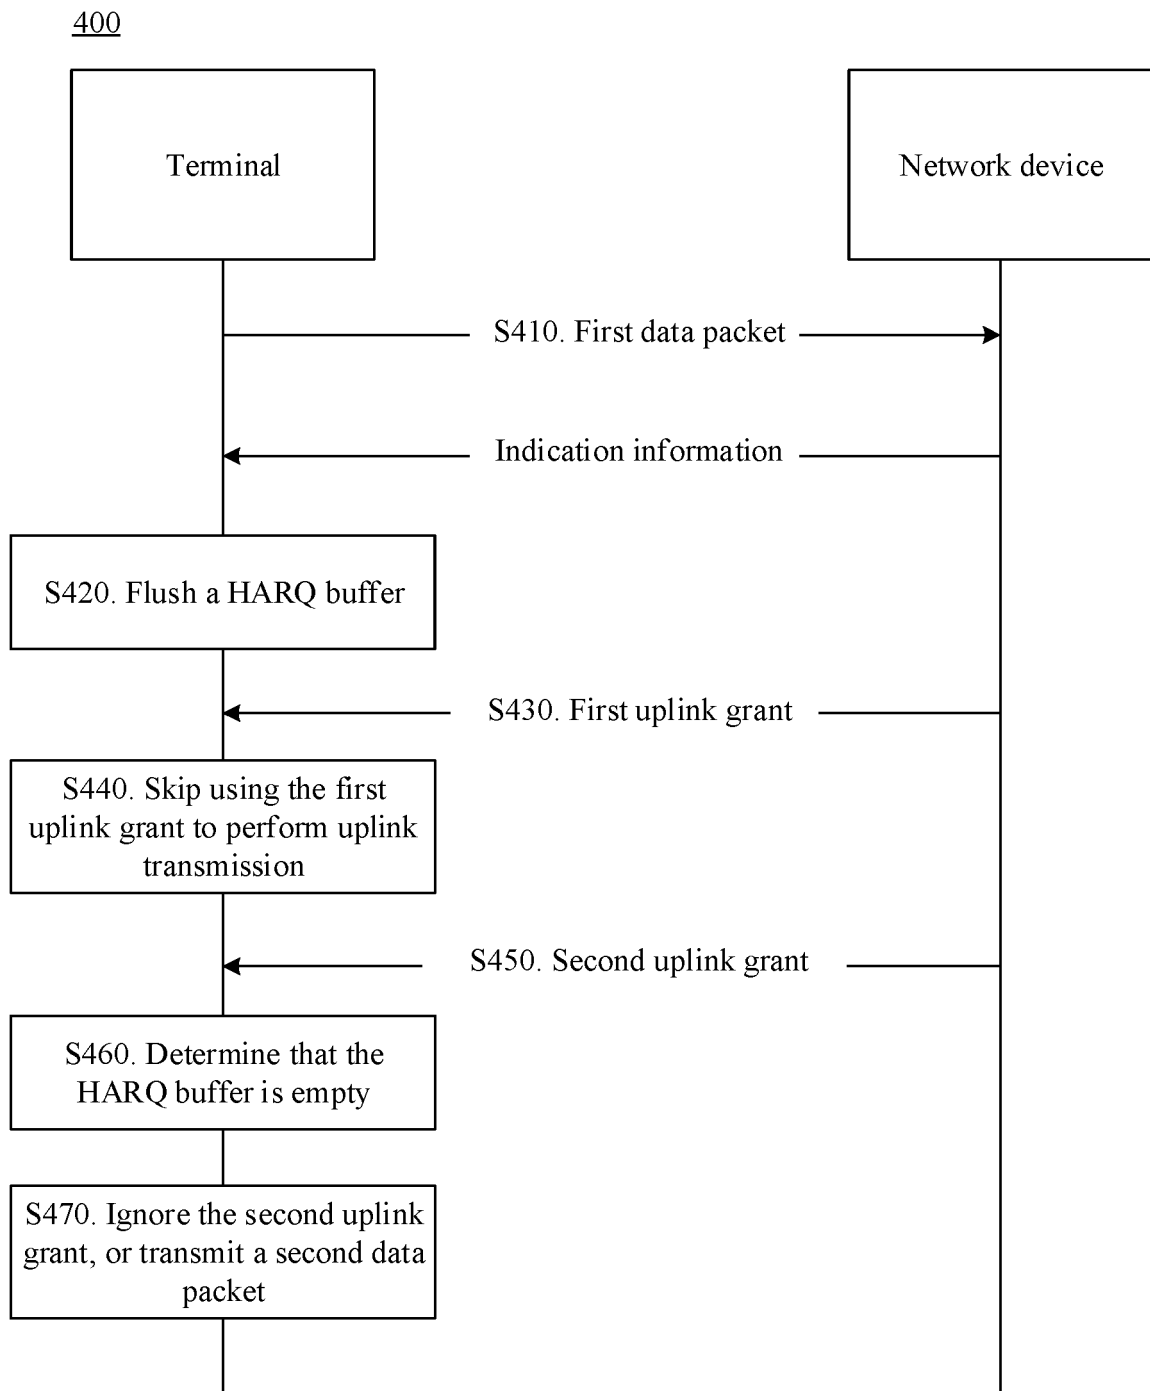 400
Terminal
Network device
S410. First data packet
Indication information
S420. Flush a HARQ buffer
S430. First uplink grant
S440. Skip using the first
uplink grant to perform uplink
transmission
S450. Second uplink grant
S460. Determine that the
HARQ buffer is empty
S470. Ignore the second uplink
grant, or transmit a second data
packet